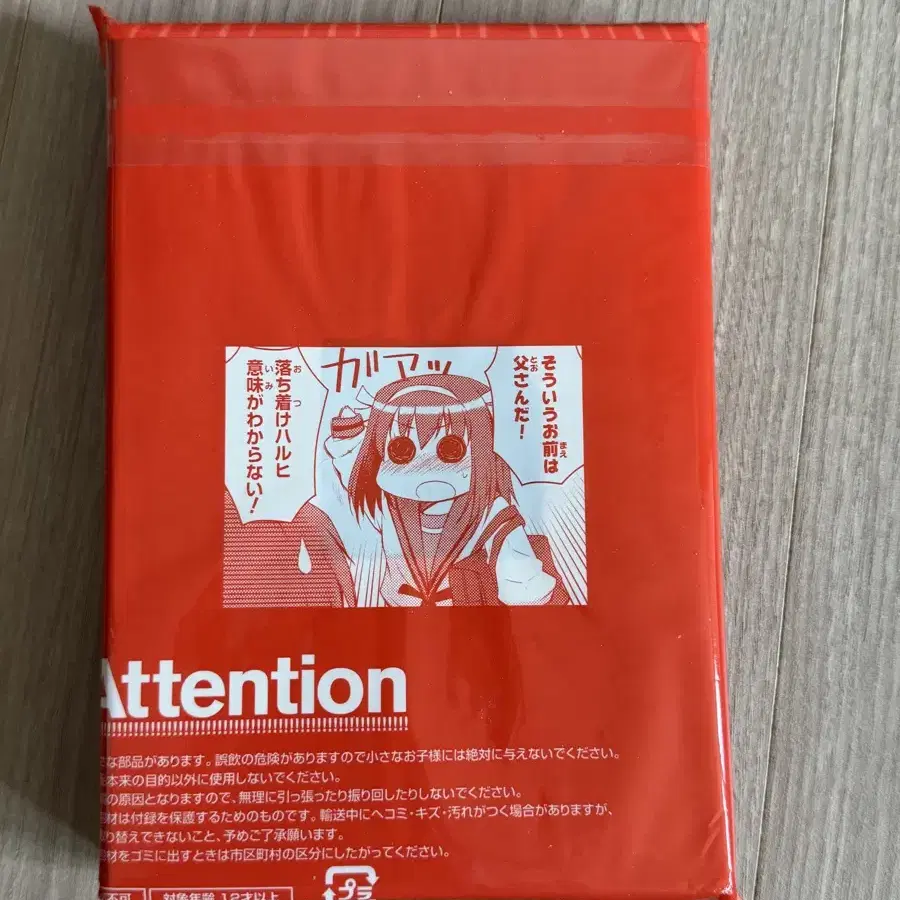 そういうお前は
父さんだ！
ガアッ
落ち着けハルヒ
意味がわからない！
Attention
な部品があります。誤飲の危険がありますので小さなお子様には絶対に与えないでください。
本来の目的以外に使用しないでください。
の原因となりますので、無理に引っ張ったり振り回したりしないでください。
材は付録を保護するためのものです。輸送中にヘコミ・キズ・汚れがつく場合がありますが、
り替えできないこと、予めご了承願います。
材をゴミに出すときは市区町村の区分にしたがってください。
不可 対象年齢 12才以上
プラ